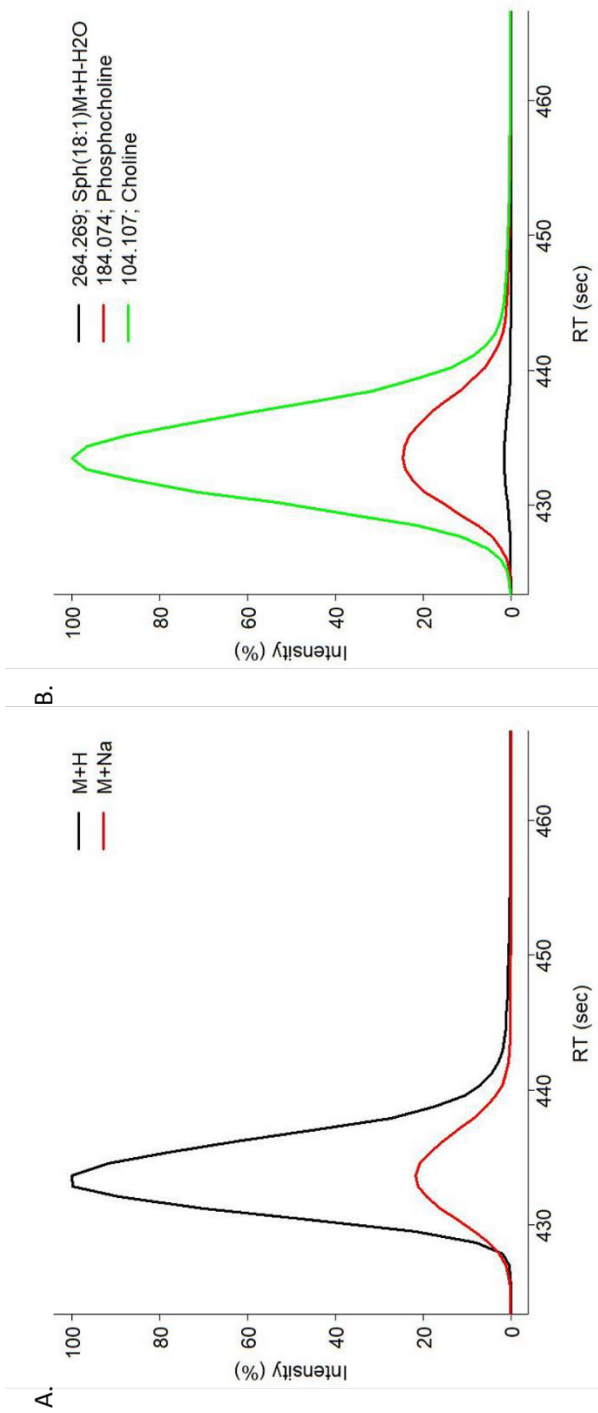 A.
Intensity (%)
100
80
60
40
20
0
M+H
M+Na
430
440
450
460
RT (sec)
B.
Intensity (%)
100
80
60
40
20
0
264.269; Sph(18:1)M+H-H2O
184.074; Phosphocholine
104.107; Choline
430
440
450
460
RT (sec)